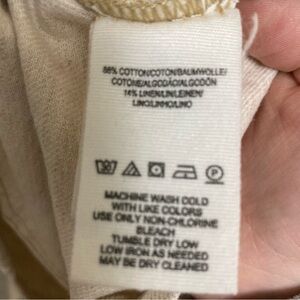 86% COTTON/COTON/BAUMWOLLE/
COTONE/ALGODÃO/ALGODÓN
14% LINEN/LIN/LEINEN/
LINO/LINHO/LINO
P
MACHINE WASH COLD
WITH LIKE COLORS
USE ONLY NON-CHLORINE
BLEACH
TUMBLE DRY LOW
LOW IRON AS NEEDED
MAY BE DRY CLEANED